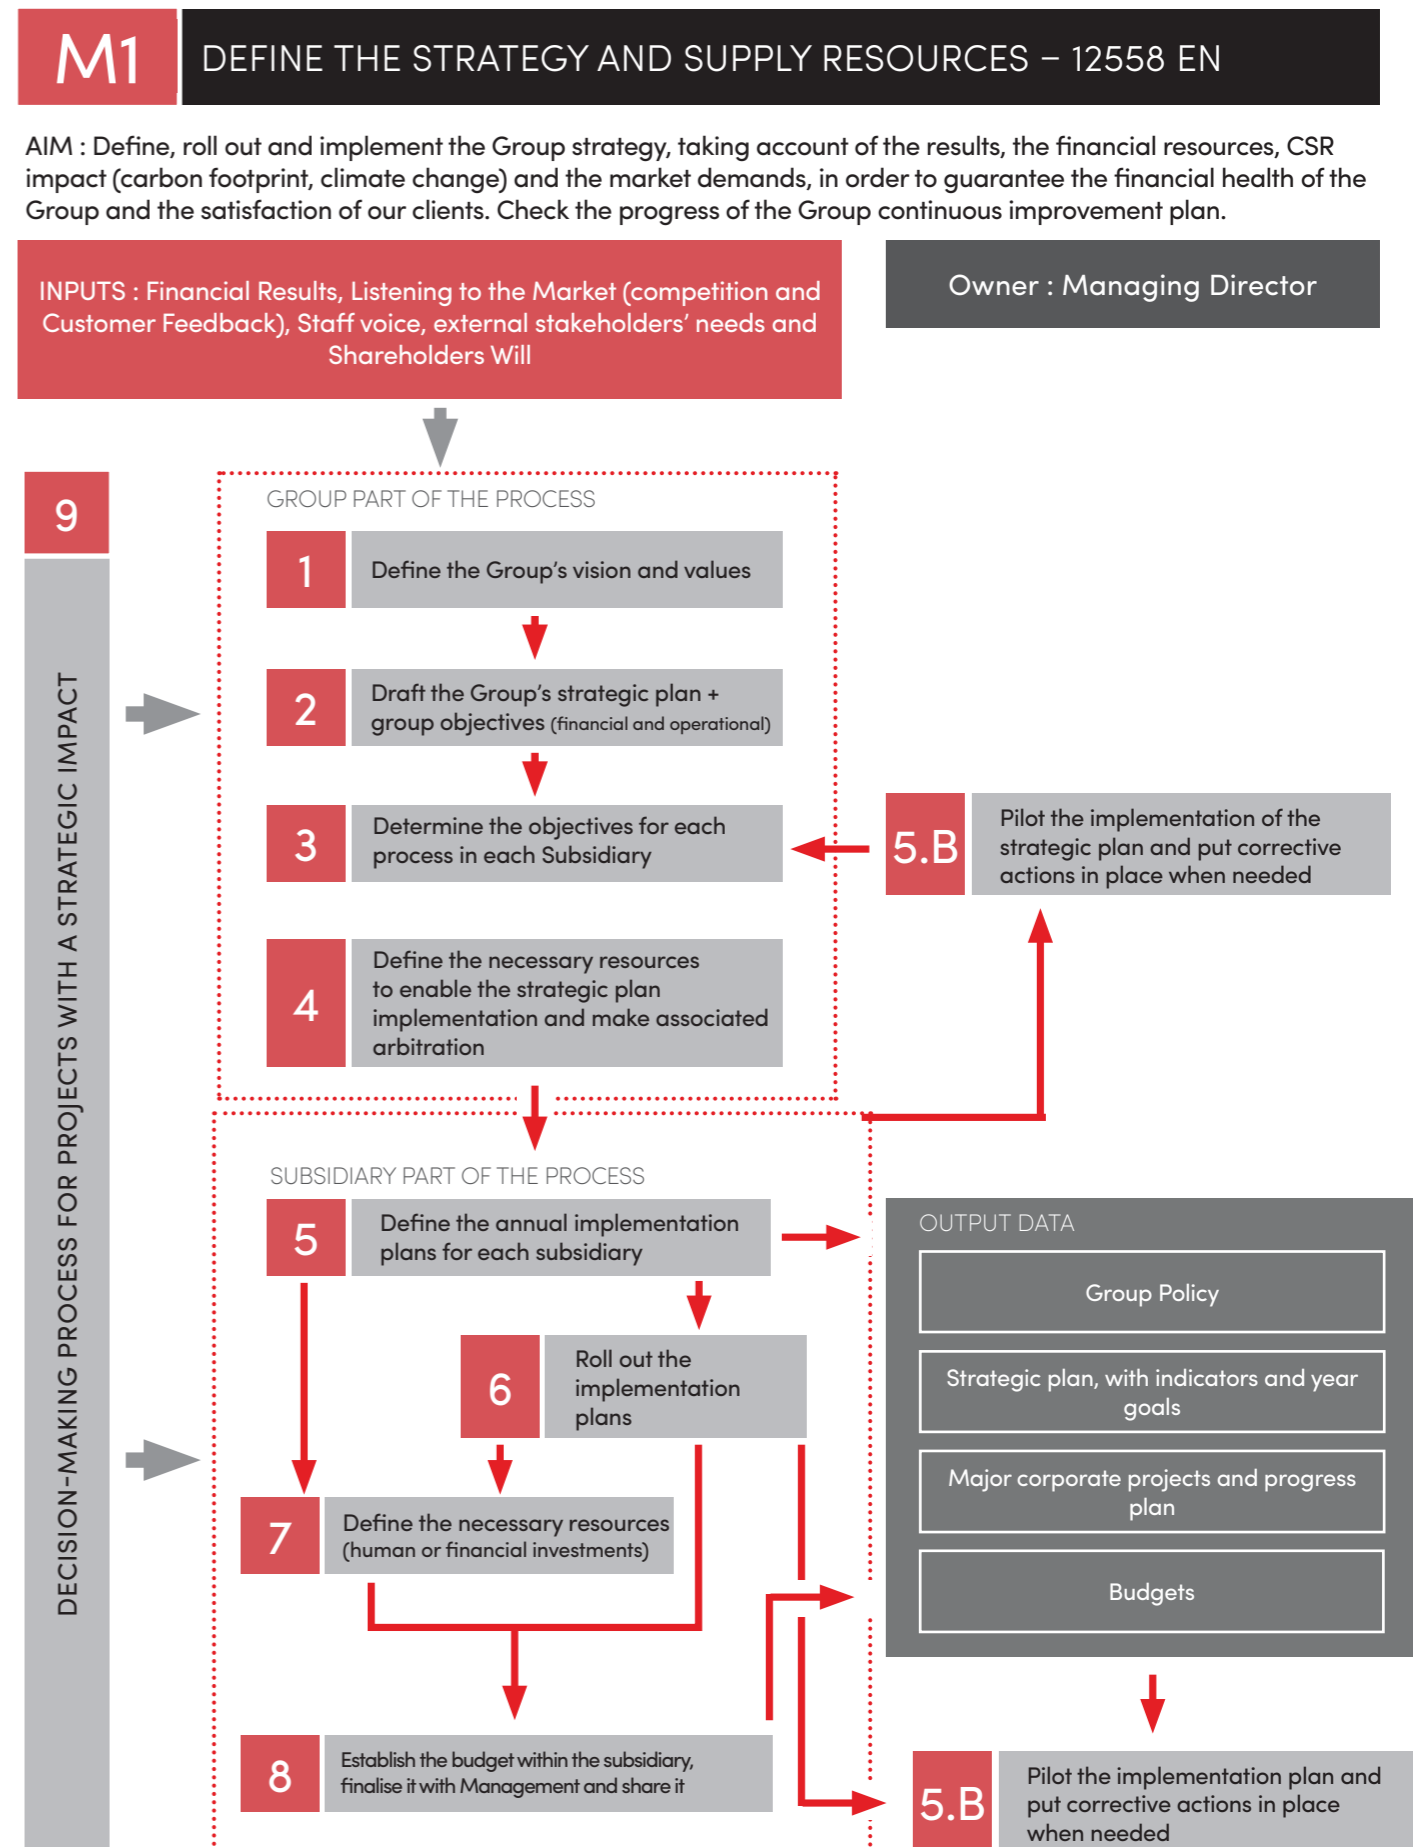 M1
DEFINE THE STRATEGY AND SUPPLY RESOURCES – 12558 EN
AIM : Define, roll out and implement the Group strategy, taking account of the results, the financial resources, CSR
impact (carbon footprint, climate change) and the market demands, in order to guarantee the financial health of the
Group and the satisfaction of our clients. Check the progress of the Group continuous improvement plan.
INPUTS : Financial Results, Listening to the Market (competition and
Customer Feedback), Staff voice, external stakeholders’ needs and
Shareholders Will
Owner : Managing Director
9
DECISION-MAKING PROCESS FOR PROJECTS WITH A STRATEGIC IMPACT
GROUP PART OF THE PROCESS
1
Define the Group’s vision and values
2
Draft the Group’s strategic plan +
group objectives (financial and operational)
3
Determine the objectives for each
process in each Subsidiary
5.B
Pilot the implementation of the
strategic plan and put corrective
actions in place when needed
4
Define the necessary resources
to enable the strategic plan
implementation and make associated
arbitration
SUBSIDIARY PART OF THE PROCESS
5
Define the annual implementation
plans for each subsidiary
6
Roll out the
implementation
plans
7
Define the necessary resources
(human or financial investments)
8
Establish the budget within the subsidiary,
finalise it with Management and share it
OUTPUT DATA
Group Policy
Strategic plan, with indicators and year
goals
Major corporate projects and progress
plan
Budgets
5.B
Pilot the implementation plan and
put corrective actions in place
when needed